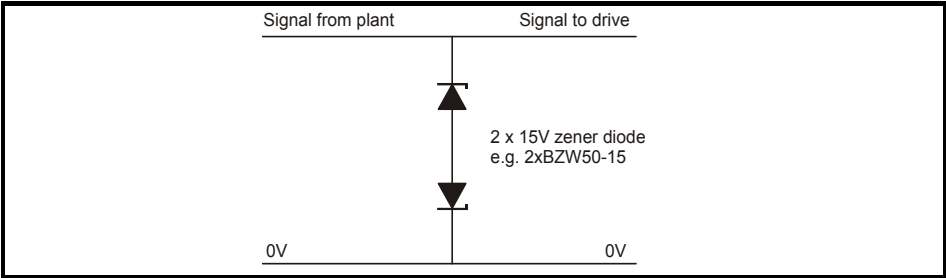 Signal from plant Signal to drive
2 x 15V zener diode
e.g. 2xBZW50-15
0V 0V